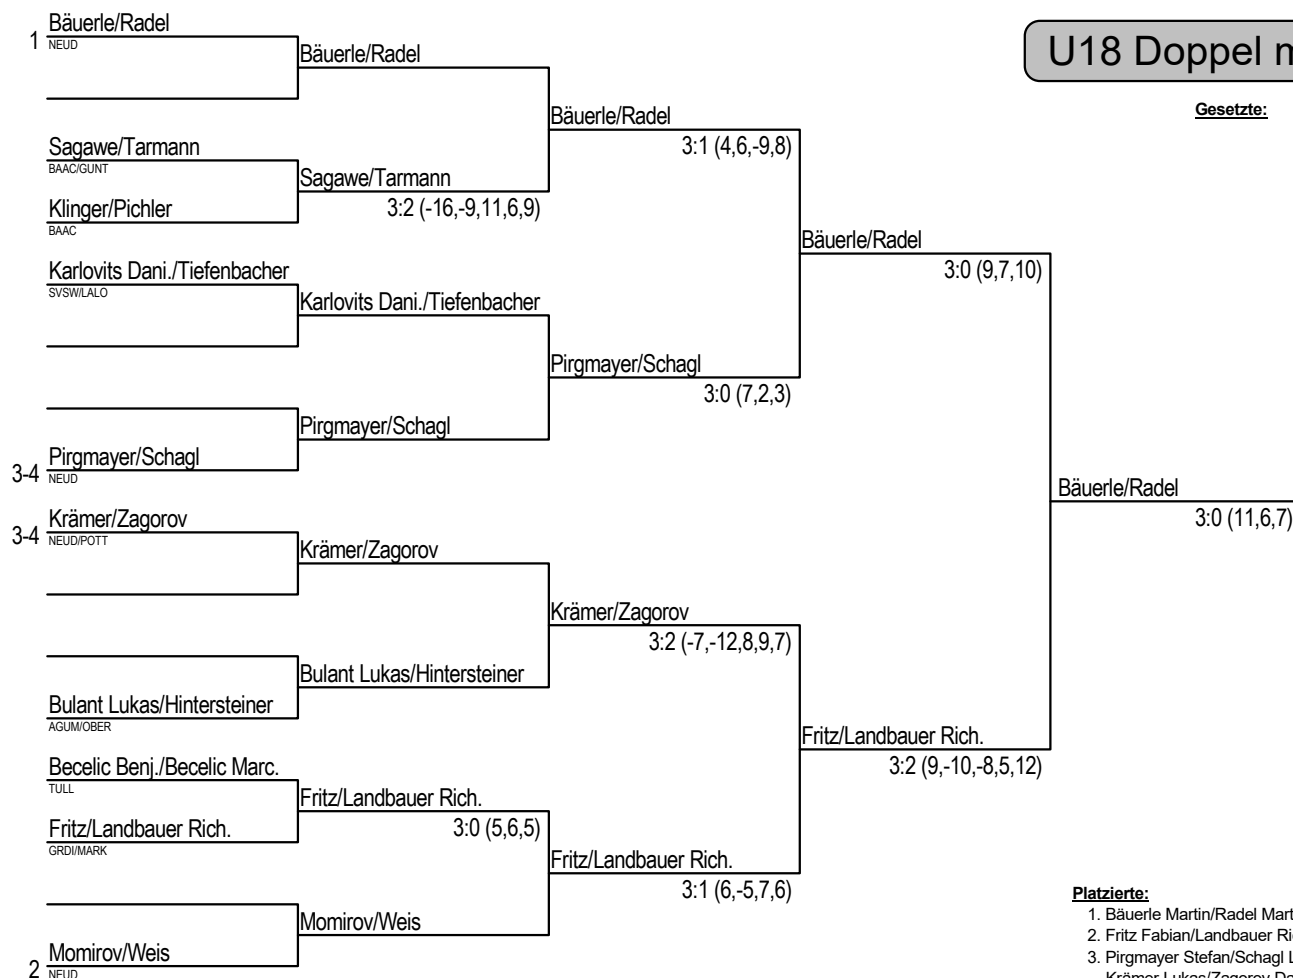 U18 Doppel
Gesetzte:
Bäuerle/Radel
1 NEUD
Sagawe/Tarmann
BAAC/GUNT
Klinger/Pichler
BAAC
Karlovits Dani./Tiefenbacher
SVSW/LALO
Pirgmayer/Schagl
3-4 NEUD
Krämer/Zagorov
3-4 NEUD/POTT
Bulant Lukas/Hintersteiner
AGUM/OBER
Becelic Benj./Becelic Marc.
TULL
Fritz/Landbauer Rich.
GRDI/MARK
Momirov/Weis
2 NEUD
Bäuerle/Radel
Sagawe/Tarmann
3:2 (-16,-9,11,6,9)
Karlovits Dani./Tiefenbacher
Pirgmayer/Schagl
Krämer/Zagorov
Bulant Lukas/Hintersteiner
Fritz/Landbauer Rich.
3:0 (5,6,5)
Momirov/Weis
Bäuerle/Radel
3:1 (4,6,-9,8)
Pirgmayer/Schagl
3:0 (7,2,3)
Krämer/Zagorov
3:2 (-7,-12,8,9,7)
Fritz/Landbauer Rich.
3:1 (6,-5,7,6)
Bäuerle/Radel
3:0 (9,7,10)
Fritz/Landbauer Rich.
3:2 (9,-10,-8,5,12)
Bäuerle/Radel
3:0 (11,6,7)
Platzierte:
1. Bäuerle Martin/Radel Mart
2. Fritz Fabian/Landbauer Ri
3. Pirgmayer Stefan/Schagl L
Krämer Lukas/Zagorov Da